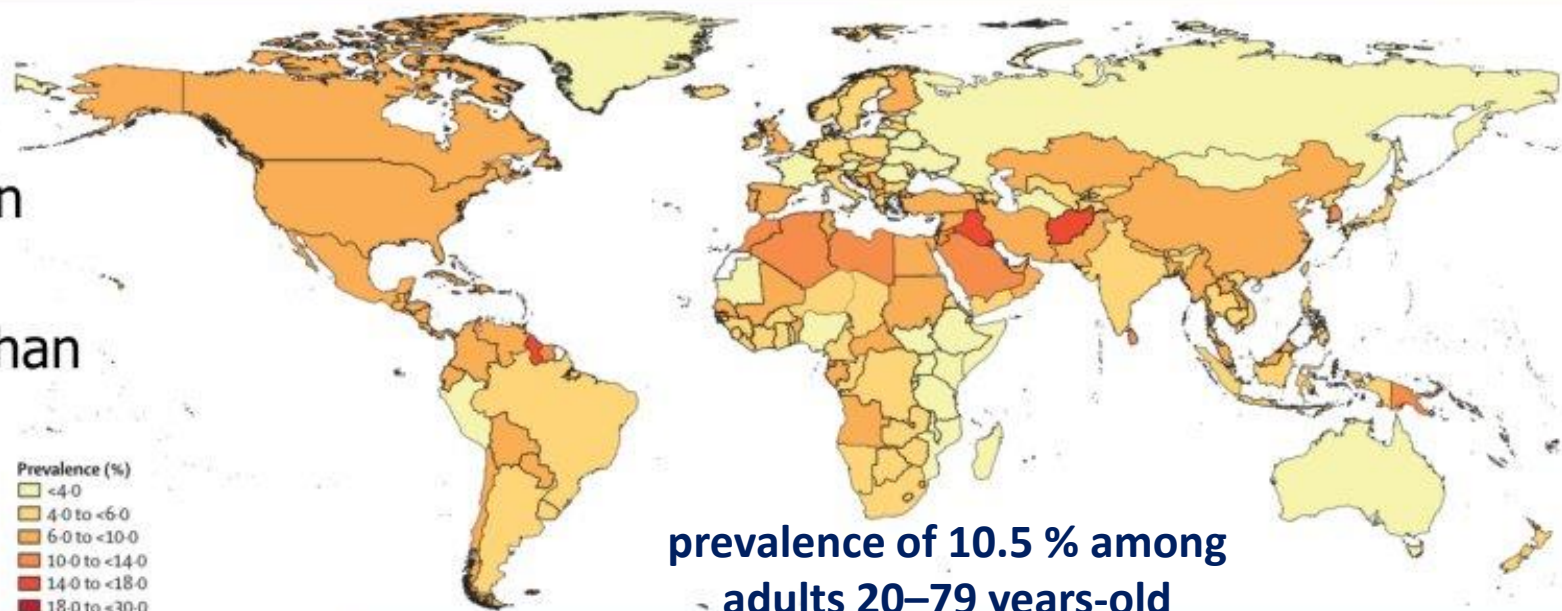 n
han
Prevalence (%)
<4·0
4·0 to <6·0
6·0 to <10·0
10·0 to <14·0
14·0 to <18·0
18·0 to <30·0
prevalence of 10.5 % among
adults 20–79 years-old